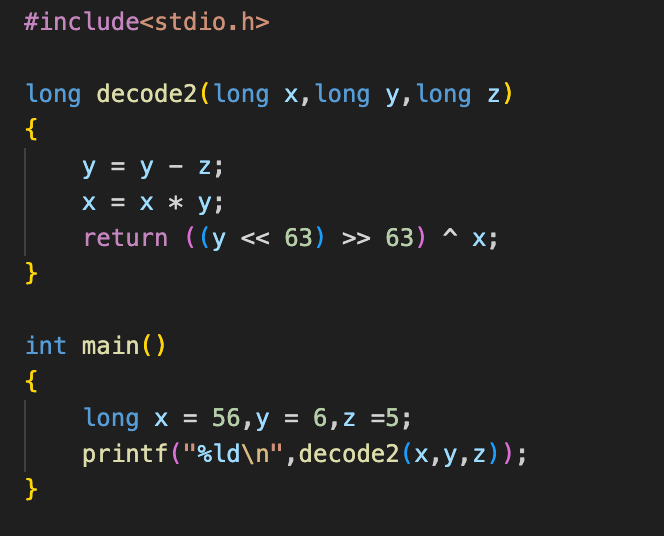 #include<stdio.h>
long decode2(long x,long y,long z)
{
    y = y - z;
    x = x * y;
    return ((y << 63) >> 63) ^ x;
}
int main()
{
    long x = 56,y = 6,z =5;
    printf("%ld\n",decode2(x,y,z));
}